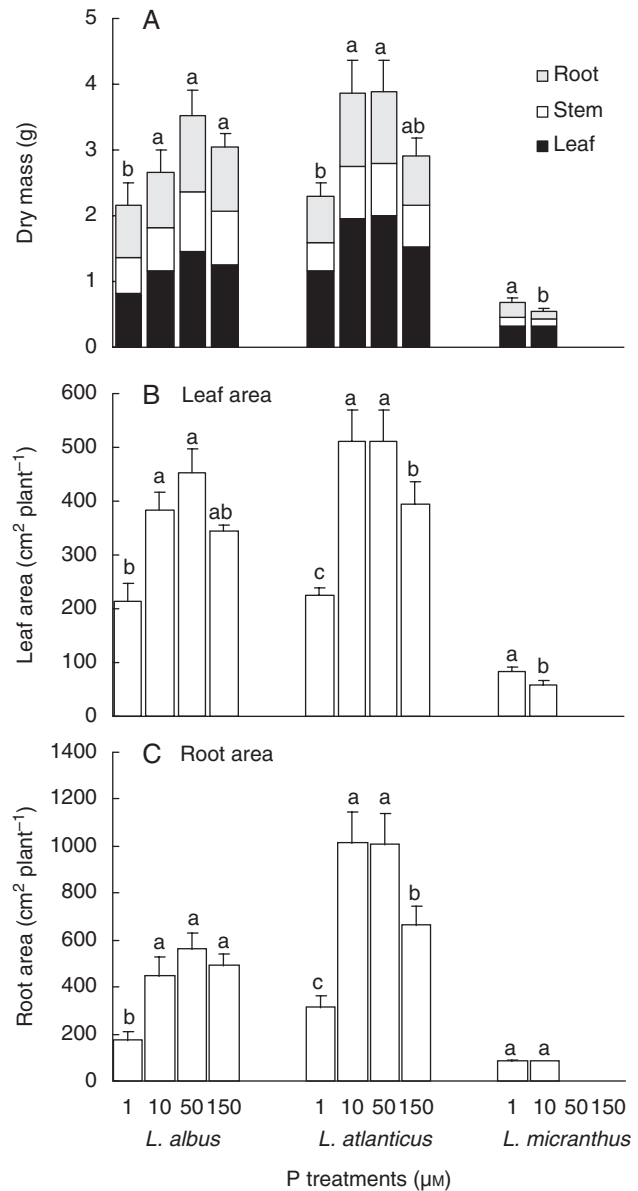 A
5
4
3
2
1
0
Dry mass (g)
Root
Stem
Leaf
b a a a
b a a ab
a b
B Leaf area
600
500
400
300
200
100
0
Leaf area (cm² plant⁻¹)
b a a ab
c a a b
a b
C Root area
1400
1200
1000
800
600
400
200
0
Root area (cm² plant⁻¹)
b a a a
c a a b
a a
1 10 50 150 1 10 50 150 1 10 50 150
L. albus L. atlanticus L. micranthus
P treatments (μM)